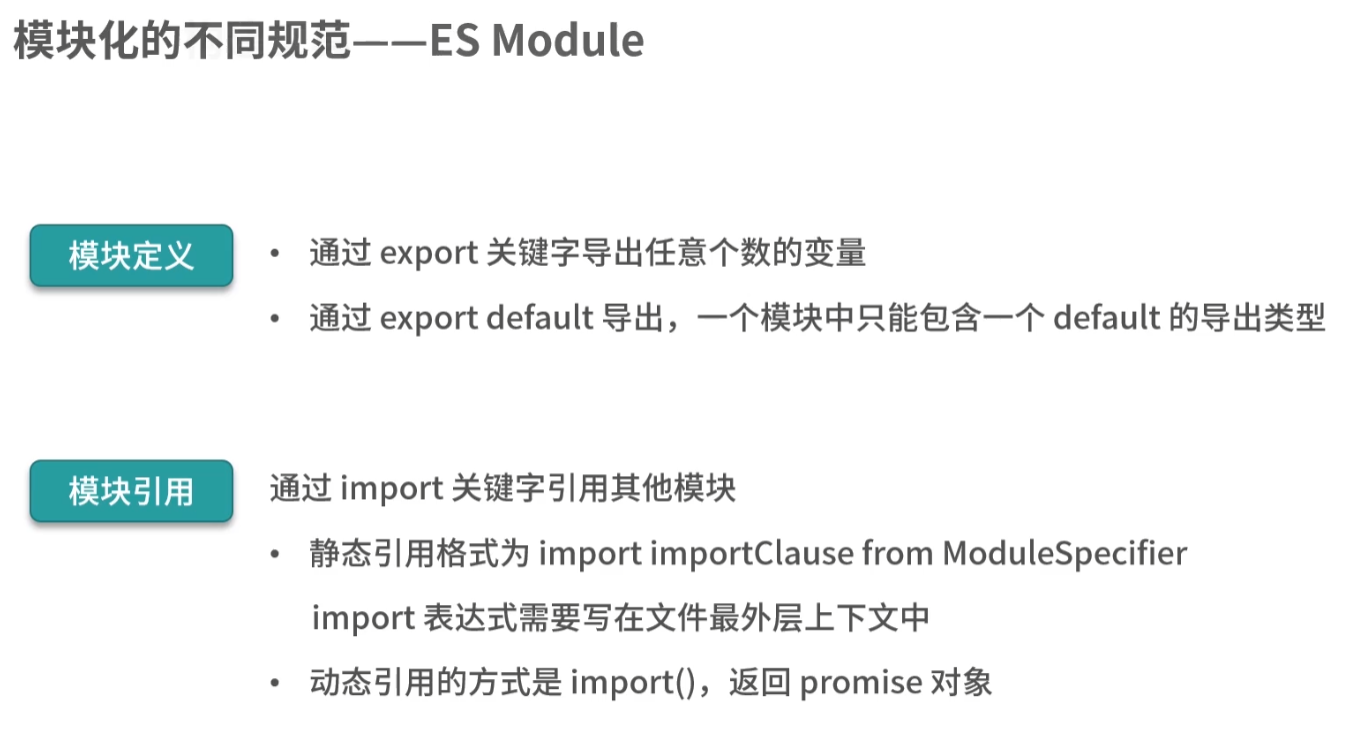 模块化的不同规范——ES Module
模块定义
• 通过 export 关键字导出任意个数的变量
• 通过 export default 导出，一个模块中只能包含一个 default 的导出类型
模块引用
通过 import 关键字引用其他模块
• 静态引用格式为 import importClause from ModuleSpecifier
import 表达式需要写在文件最外层上下文中
• 动态引用的方式是 import()，返回 promise 对象